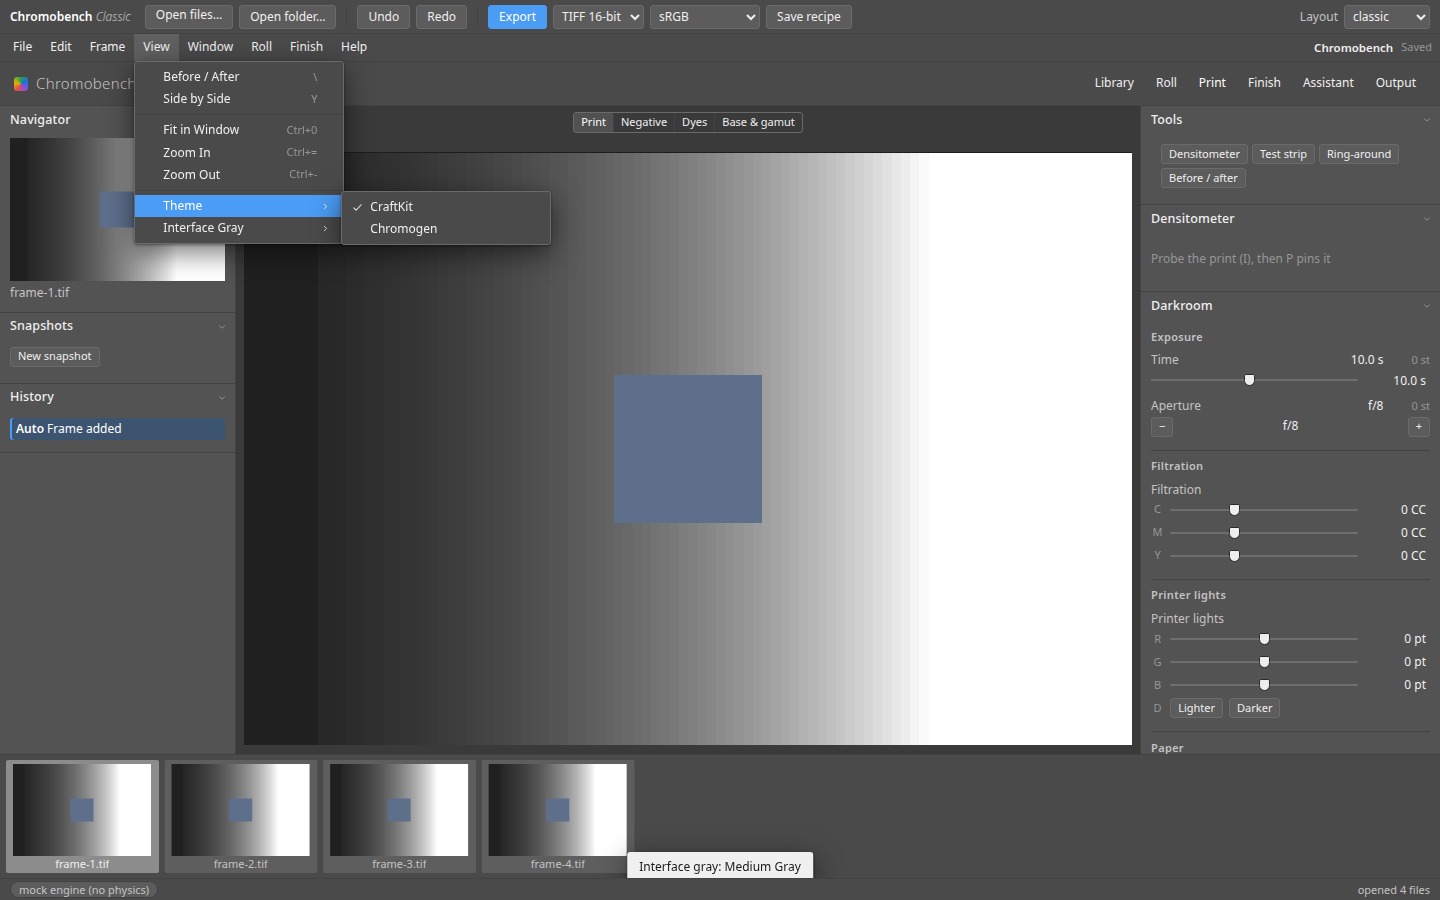 Chromobench Classic Open files... Open folder... Undo Redo Export TIFF 16-bit sRGB Save recipe Layout classic
File Edit Frame View Window Roll Finish Help Chromobench Saved
Chromobench Library Roll Print Finish Assistant Output
Before / After \
Side by Side Y
Fit in Window Ctrl+0
Zoom In Ctrl+=
Zoom Out Ctrl+-
Theme
Interface Gray
CraftKit
Chromogen
Navigator
frame-1.tif
Snapshots
New snapshot
History
Auto Frame added
Print Negative Dyes Base & gamut
Tools
Densitometer Test strip Ring-around
Before / after
Densitometer
Probe the print (I), then P pins it
Darkroom
Exposure
Time 10.0 s 0 st
10.0 s
Aperture f/8 0 st
− f/8 +
Filtration
Filtration
C 0 CC
M 0 CC
Y 0 CC
Printer lights
Printer lights
R 0 pt
G 0 pt
B 0 pt
D Lighter Darker
Paper
frame-1.tif frame-2.tif frame-3.tif frame-4.tif
Interface gray: Medium Gray
mock engine (no physics) opened 4 files